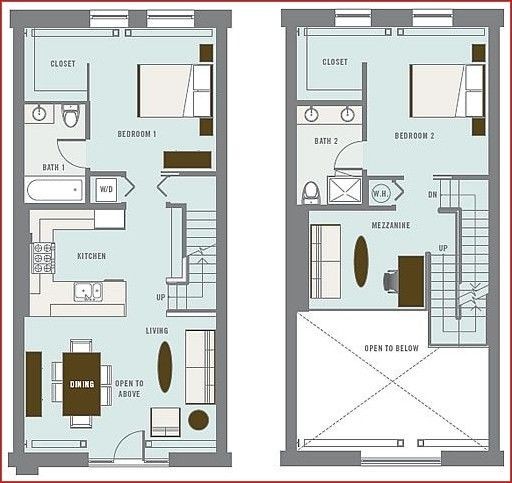 CLOSET
BEDROOM 1
BATH 1
W/D
KITCHEN
UP
LIVING
DINING
OPEN TO
ABOVE
CLOSET
BATH 2
BEDROOM 2
W.H.
DN
MEZZANINE
UP
OPEN TO BELOW